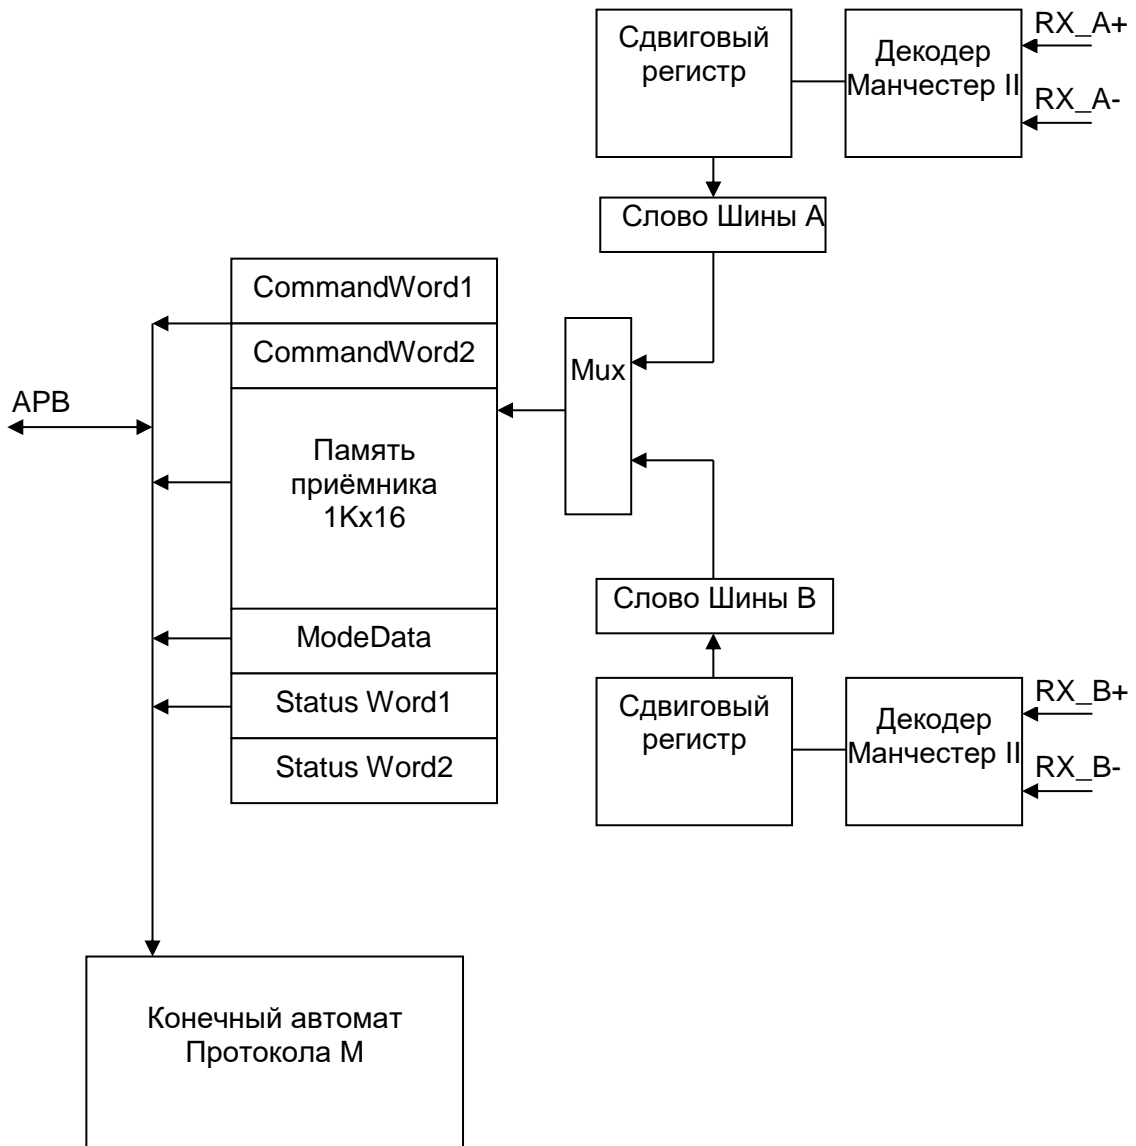 Сдвиговый
регистр
Декодер
Манчестер II
RX_A+
RX_A-
Слово Шины А
CommandWord1
CommandWord2
Mux
APB
Память
приёмника
1Kx16
Слово Шины В
ModeData
Status Word1
Status Word2
Сдвиговый
регистр
Декодер
Манчестер II
RX_B+
RX_B-
Конечный автомат
Протокола М